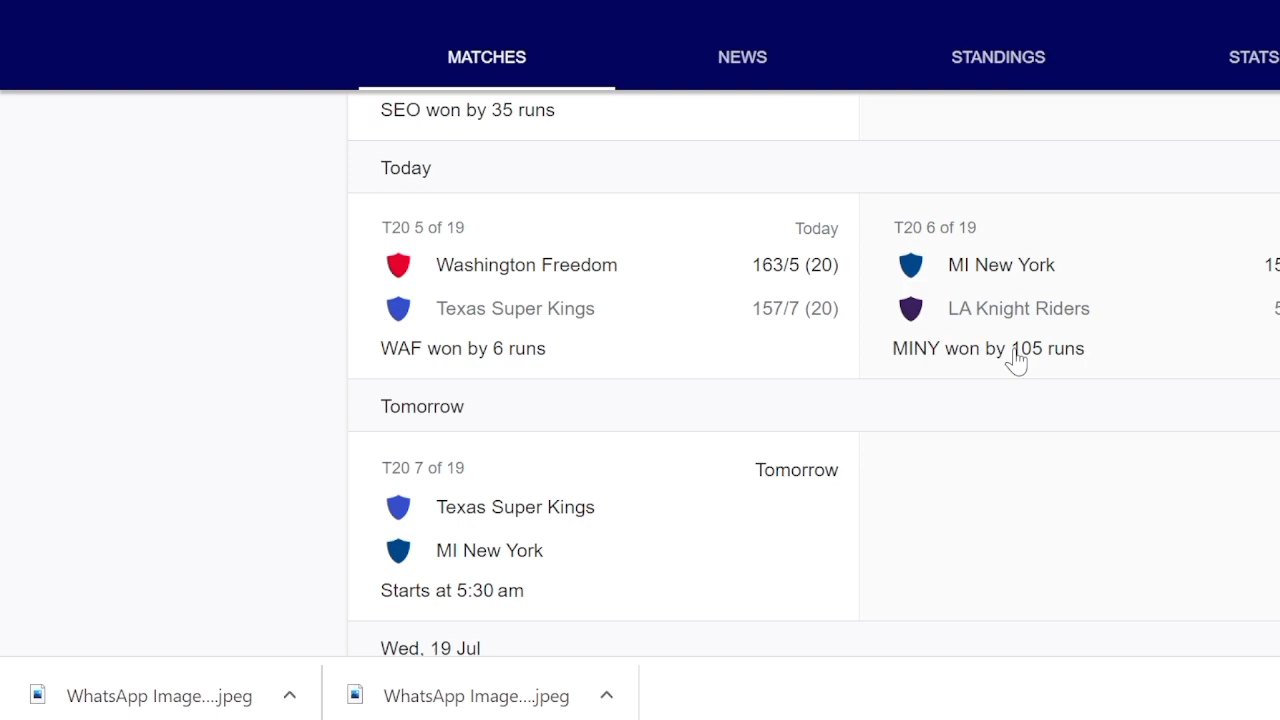 MATCHES NEWS STANDINGS STATS
SEO won by 35 runs
Today
T20 5 of 19 Today
Washington Freedom 163/5 (20)
Texas Super Kings 157/7 (20)
WAF won by 6 runs
T20 6 of 19
MI New York 15
LA Knight Riders 5
MINY won by 105 runs
Tomorrow
T20 7 of 19 Tomorrow
Texas Super Kings
MI New York
Starts at 5:30 am
Wed, 19 Jul
WhatsApp Image....jpeg WhatsApp Image....jpeg